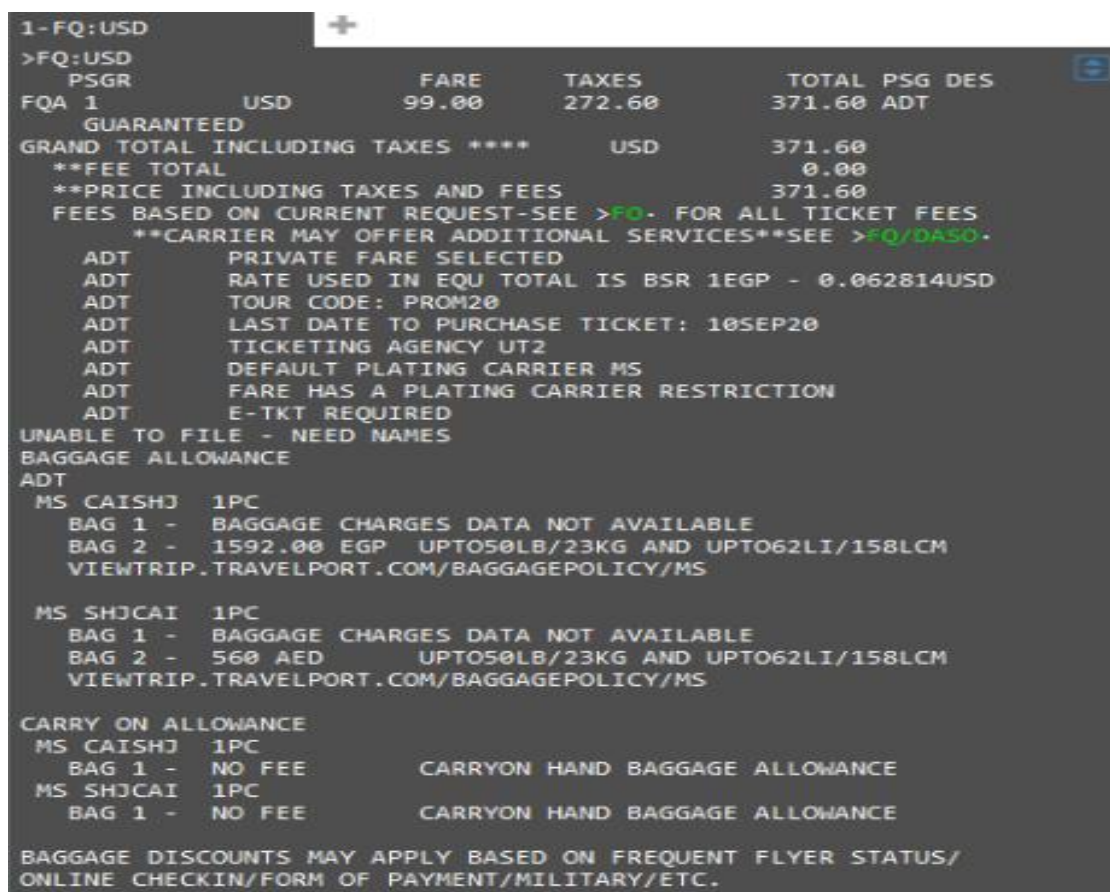 1-FQ:USD
>FQ:USD
PSGR FARE TAXES TOTAL PSG DES
FQA 1 USD 99.00 272.60 371.60 ADT
GUARANTEED
GRAND TOTAL INCLUDING TAXES **** USD 371.60
**FEE TOTAL 0.00
**PRICE INCLUDING TAXES AND FEES 371.60
FEES BASED ON CURRENT REQUEST-SEE >FO· FOR ALL TICKET FEES
**CARRIER MAY OFFER ADDITIONAL SERVICES**SEE >FQ/DASO·
ADT PRIVATE FARE SELECTED
ADT RATE USED IN EQU TOTAL IS BSR 1EGP - 0.062814USD
ADT TOUR CODE: PROM20
ADT LAST DATE TO PURCHASE TICKET: 10SEP20
ADT TICKETING AGENCY UT2
ADT DEFAULT PLATING CARRIER MS
ADT FARE HAS A PLATING CARRIER RESTRICTION
ADT E-TKT REQUIRED
UNABLE TO FILE - NEED NAMES
BAGGAGE ALLOWANCE
ADT
MS CAISHJ 1PC
BAG 1 - BAGGAGE CHARGES DATA NOT AVAILABLE
BAG 2 - 1592.00 EGP UPTO50LB/23KG AND UPTO62LI/158LCM
VIEWTRIP.TRAVELPORT.COM/BAGGAGEPOLICY/MS
MS SHJCAI 1PC
BAG 1 - BAGGAGE CHARGES DATA NOT AVAILABLE
BAG 2 - 560 AED UPTO50LB/23KG AND UPTO62LI/158LCM
VIEWTRIP.TRAVELPORT.COM/BAGGAGEPOLICY/MS
CARRY ON ALLOWANCE
MS CAISHJ 1PC
BAG 1 - NO FEE CARRYON HAND BAGGAGE ALLOWANCE
MS SHJCAI 1PC
BAG 1 - NO FEE CARRYON HAND BAGGAGE ALLOWANCE
BAGGAGE DISCOUNTS MAY APPLY BASED ON FREQUENT FLYER STATUS/
ONLINE CHECKIN/FORM OF PAYMENT/MILITARY/ETC.